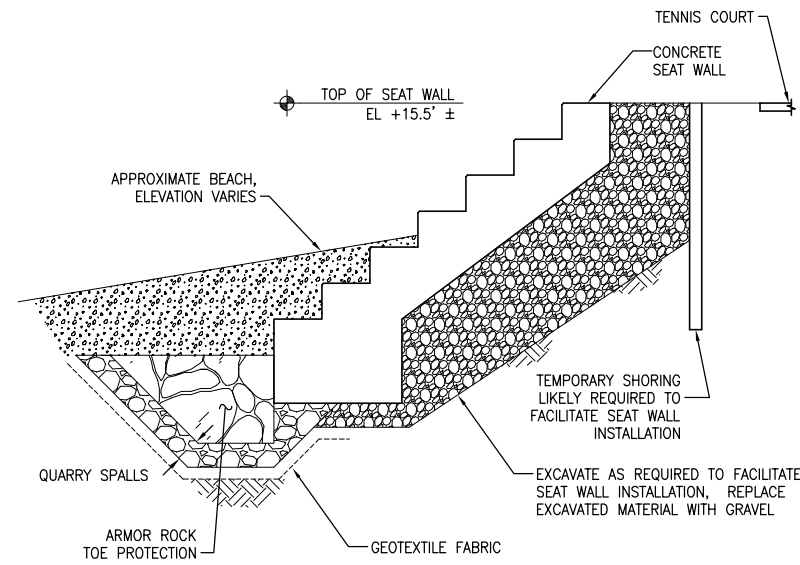 TENNIS COURT
CONCRETE
SEAT WALL
TOP OF SEAT WALL
EL +15.5' ±
APPROXIMATE BEACH,
ELEVATION VARIES
TEMPORARY SHORING
LIKELY REQUIRED TO
FACILITATE SEAT WALL
INSTALLATION
QUARRY SPALLS
EXCAVATE AS REQUIRED TO FACILITATE
SEAT WALL INSTALLATION, REPLACE
EXCAVATED MATERIAL WITH GRAVEL
ARMOR ROCK
TOE PROTECTION
GEOTEXTILE FABRIC